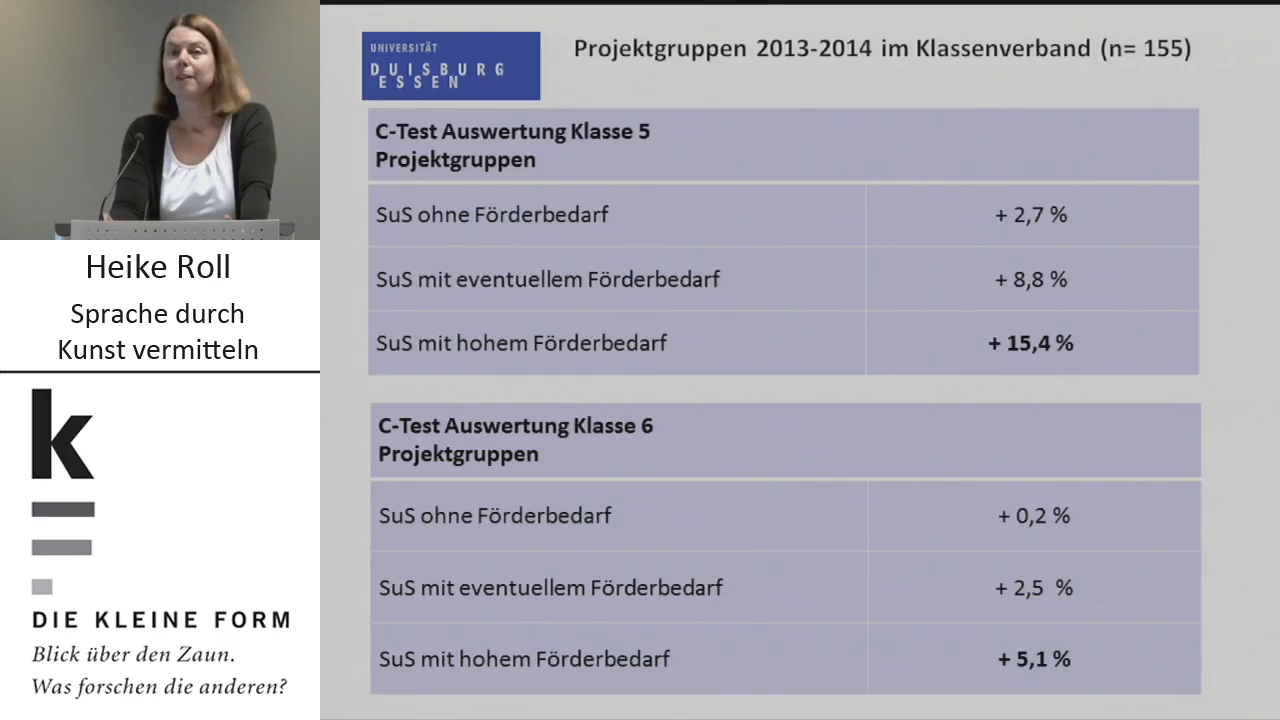 UNIVERSITÄT
DUISBURG
ESSEN
Projektgruppen 2013-2014 im Klassenverband (n= 155)
C-Test Auswertung Klasse 5
Projektgruppen
SuS ohne Förderbedarf + 2,7 %
SuS mit eventuellem Förderbedarf + 8,8 %
SuS mit hohem Förderbedarf + 15,4 %
C-Test Auswertung Klasse 6
Projektgruppen
SuS ohne Förderbedarf + 0,2 %
SuS mit eventuellem Förderbedarf + 2,5 %
SuS mit hohem Förderbedarf + 5,1 %
Heike Roll
Sprache durch
Kunst vermitteln
k
DIE KLEINE FORM
Blick über den Zaun.
Was forschen die anderen?